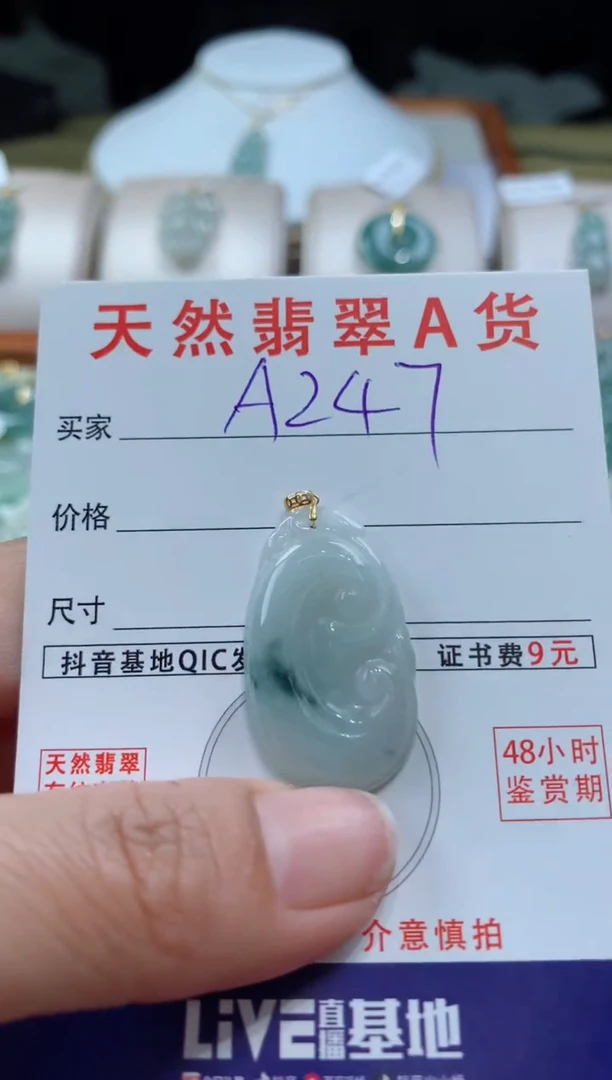 天然翡翠A货
买家 A247
价格
尺寸
抖音基地QIC发
证书费9元
天然翡翠
48小时
鉴赏期
介意慎拍
LIVE直播基地